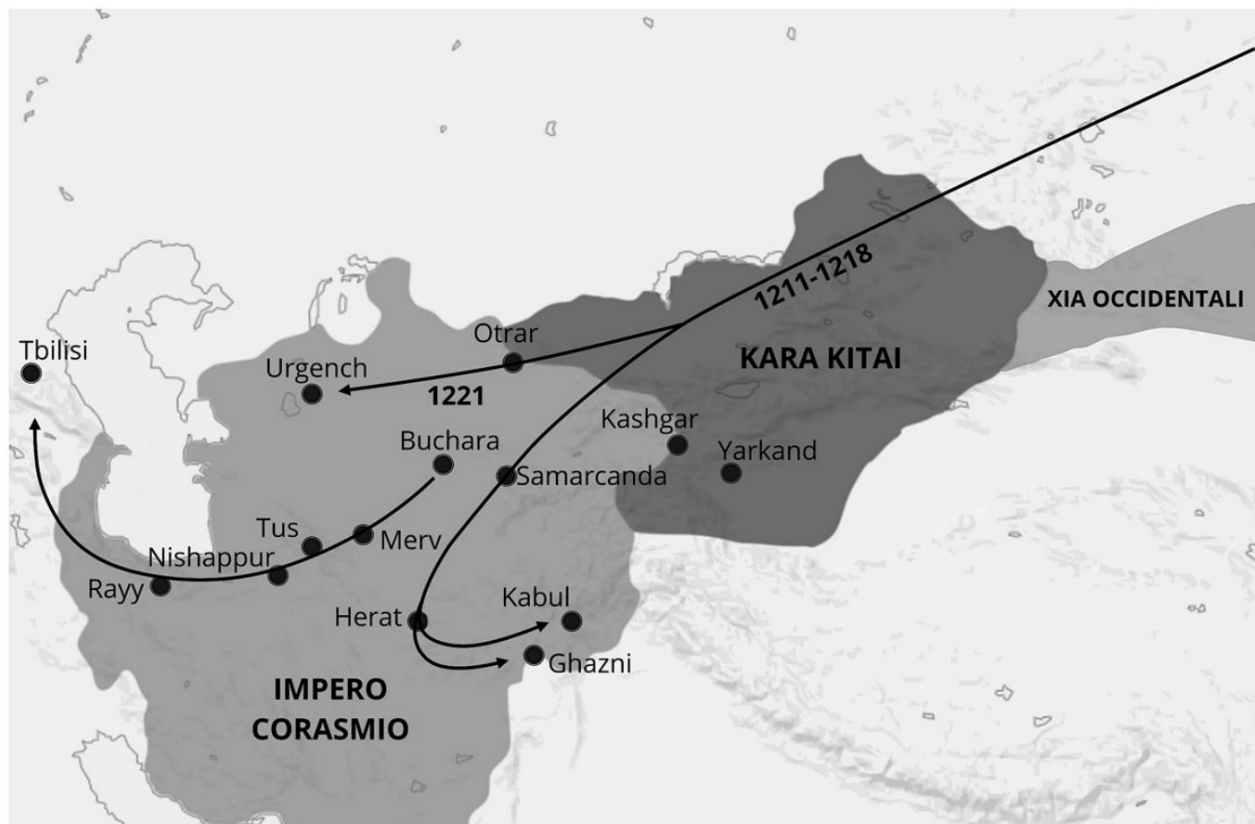 1211-1218
XIA OCCIDENTALI
Otrar
KARA KITAI
Tbilisi
Urgench
1221
Kashgar
Buchara
Yarkand
Samarcanda
Tus
Merv
Nishappur
Rayy
Herat
Kabul
Ghazni
IMPERO
CORASMIO